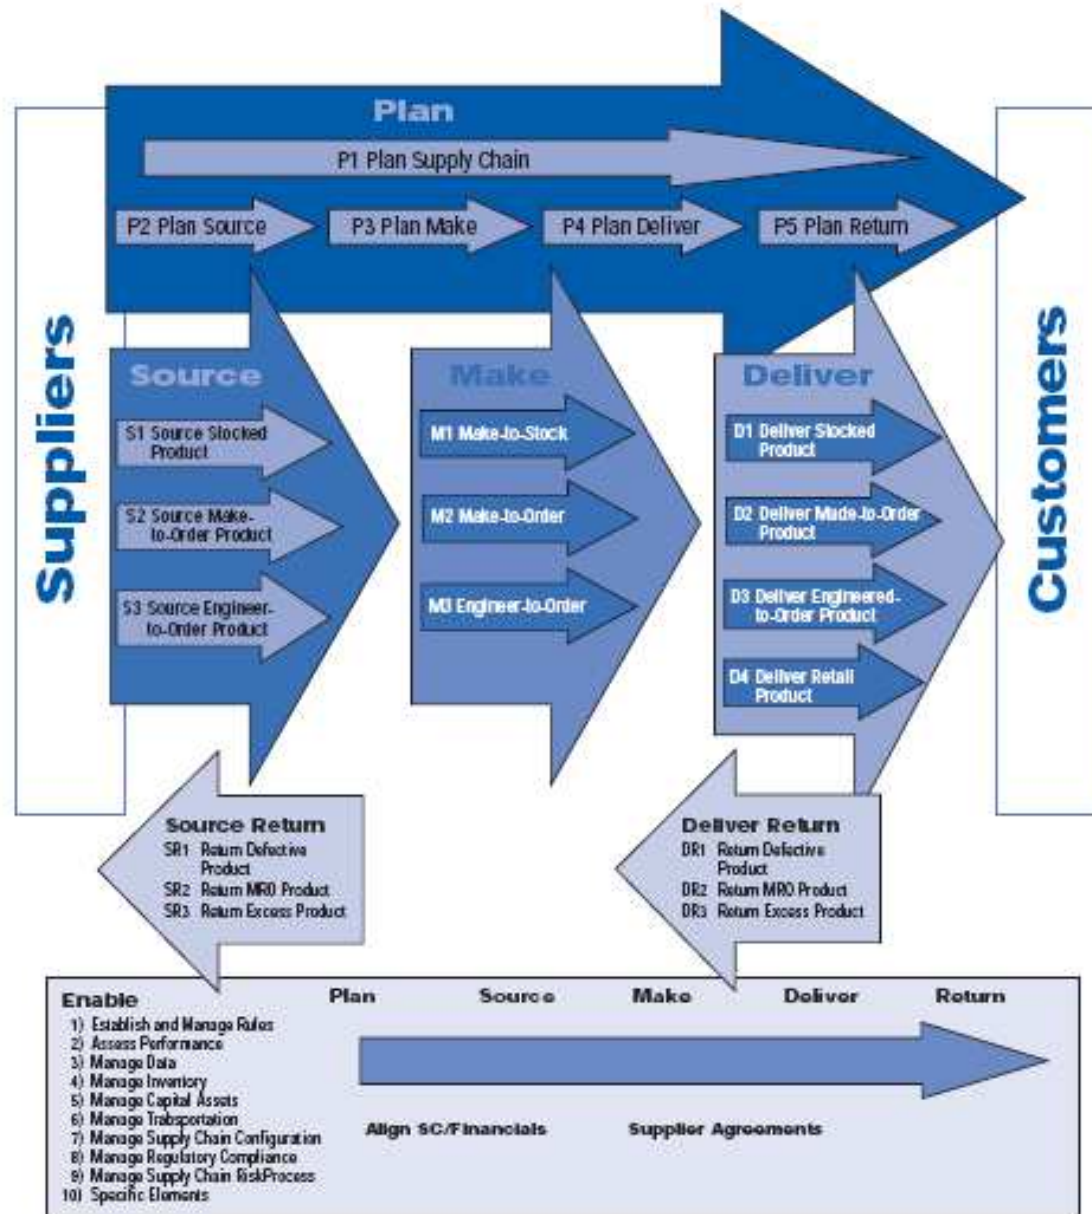 Plan
P1 Plan Supply Chain
P2 Plan Source
P3 Plan Make
P4 Plan Deliver
P5 Plan Return
Suppliers
Customers
Source
S1 Source Stocked
Product
S2 Source Make-
to-Order Product
S3 Source Engineer-
to-Order Product
Make
M1 Make-to-Stock
M2 Make-to-Order
M3 Engineer-to-Order
Deliver
D1 Deliver Stocked
Product
D2 Deliver Made-to-Order
Product
D3 Deliver Engineered-
to-Order Product
D4 Deliver Retail
Product
Source Return
SR1 Return Defective
Product
SR2 Return MRO Product
SR3 Return Excess Product
Deliver Return
DR1 Return Defective
Product
DR2 Return MRO Product
DR3 Return Excess Product
Enable
1) Establish and Manage Rules
2) Assess Performance
3) Manage Data
4) Manage Inventory
5) Manage Capital Assets
6) Manage Trabsportation
7) Manage Supply Chain Configuration
8) Manage Regulatory Compliance
9) Manage Supply Chain RiskProcess
10) Specific Elements
Plan Source Make Deliver Return
Align SC/Financials Supplier Agreements